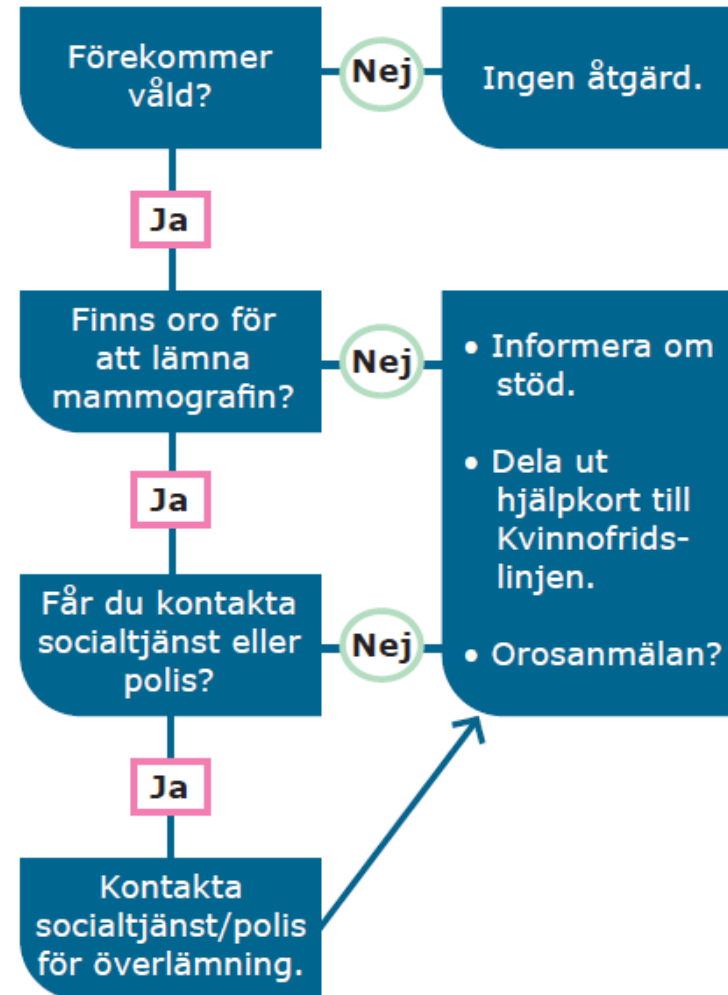 Förekommer
våld?
Nej
Ingen åtgärd.
Ja
Finns oro för
att lämna
mammografin?
Nej
• Informera om
stöd.
• Dela ut
hjälpkort till
Kvinnofrids-
linjen.
• Orosanmälan?
Ja
Får du kontakta
socialtjänst eller
polis?
Nej
Ja
Kontakta
socialtjänst/polis
för överlämning.